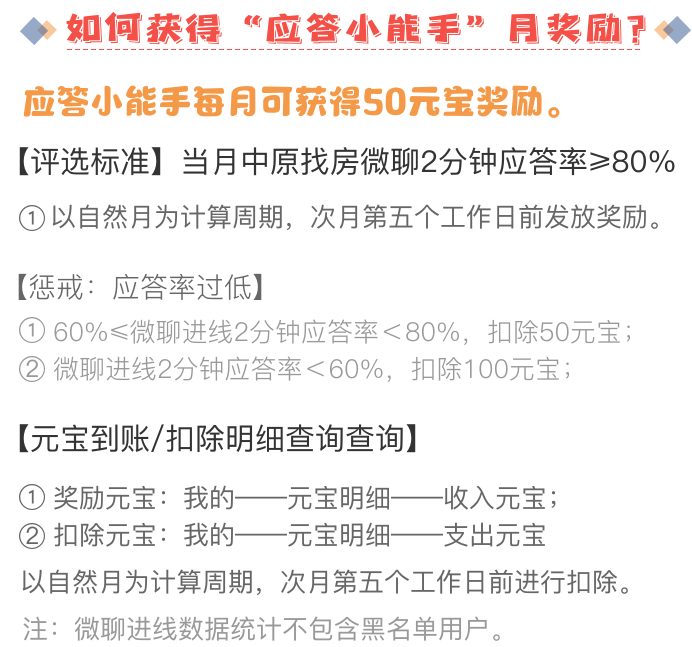 如何获得“应答小能手”月奖励？
应答小能手每月可获得50元宝奖励。
【评选标准】当月中原找房微聊2分钟应答率≥80%
①以自然月为计算周期，次月第五个工作日前发放奖励。
【惩戒：应答率过低】
① 60%≤微聊进线2分钟应答率＜80%，扣除50元宝；
② 微聊进线2分钟应答率＜60%，扣除100元宝；
【元宝到账/扣除明细查询查询】
① 奖励元宝：我的——元宝明细——收入元宝；
② 扣除元宝：我的——元宝明细——支出元宝
以自然月为计算周期，次月第五个工作日前进行扣除。
注：微聊进线数据统计不包含黑名单用户。